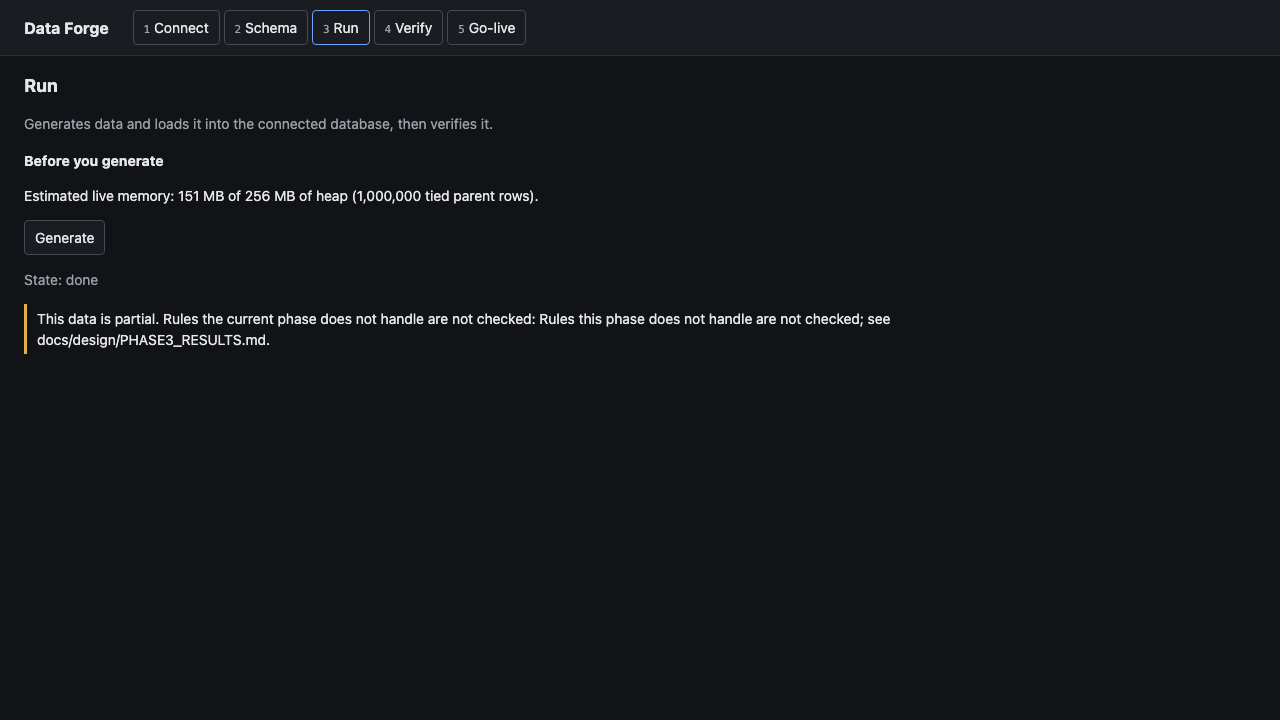 Data Forge
1 Connect
2 Schema
3 Run
4 Verify
5 Go-live
Run
Generates data and loads it into the connected database, then verifies it.
Before you generate
Estimated live memory: 151 MB of 256 MB of heap (1,000,000 tied parent rows).
Generate
State: done
This data is partial. Rules the current phase does not handle are not checked: Rules this phase does not handle are not checked; see
docs/design/PHASE3_RESULTS.md.